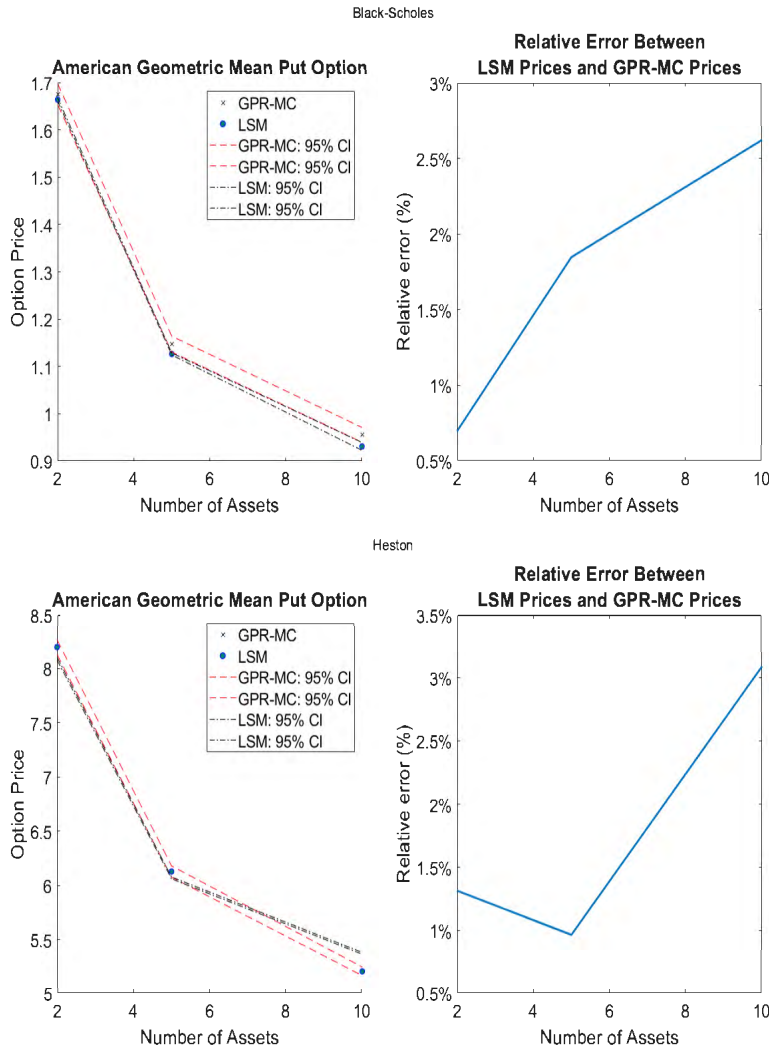 Black-Scholes
American Geometric Mean Put Option
1.7
1.6
1.5
1.4
1.3
1.2
1.1
1
0.9
Option Price
GPR-MC
LSM
GPR-MC: 95% CI
GPR-MC: 95% CI
LSM: 95% CI
LSM: 95% CI
2
4
6
8
10
Number of Assets
Relative Error Between
LSM Prices and GPR-MC Prices
3%
2.5%
2%
1.5%
1%
0.5%
Relative error (%)
2
4
6
8
10
Number of Assets
Heston
American Geometric Mean Put Option
8.5
8
7.5
7
6.5
6
5.5
5
Option Price
GPR-MC
LSM
GPR-MC: 95% CI
GPR-MC: 95% CI
LSM: 95% CI
LSM: 95% CI
2
4
6
8
10
Number of Assets
Relative Error Between
LSM Prices and GPR-MC Prices
3.5%
3%
2.5%
2%
1.5%
1%
0.5%
Relative error (%)
2
4
6
8
10
Number of Assets